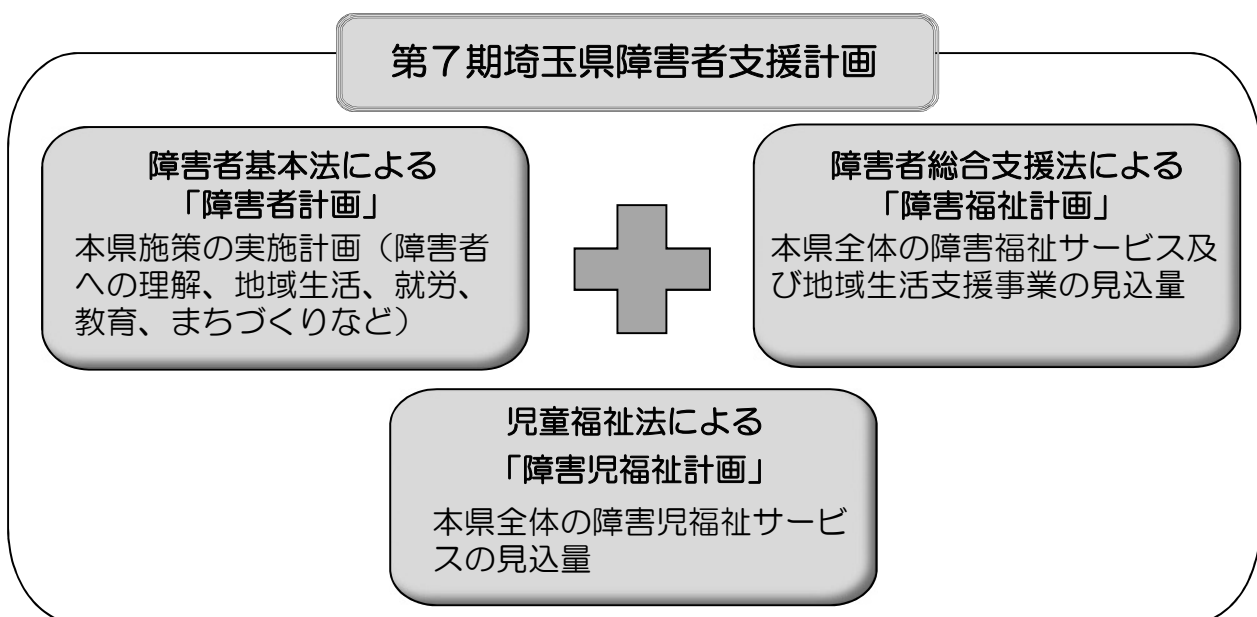 第７期埼玉県障害者支援計画
障害者基本法による
「障害者計画」
本県施策の実施計画（障害者
への理解、地域生活、就労、
教育、まちづくりなど）
障害者総合支援法による
「障害福祉計画」
本県全体の障害福祉サービス及
び地域生活支援事業の見込量
児童福祉法による
「障害児福祉計画」
本県全体の障害児福祉サービ
スの見込量